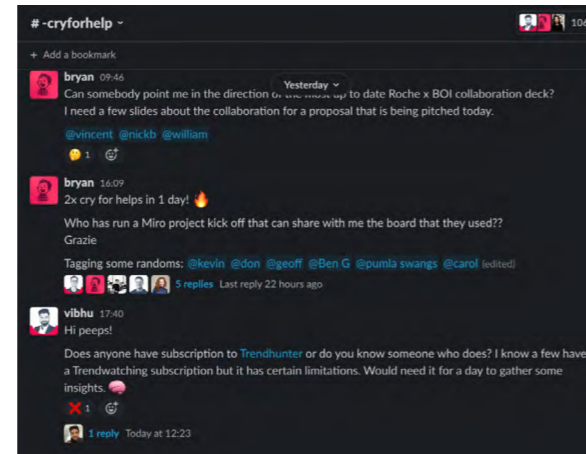 # -cryforhelp
106
+ Add a bookmark
Yesterday
bryan 09:46
Can somebody point me in the direction up to date Roche x BOI collaboration deck?
I need a few slides about the collaboration for a proposal that is being pitched today.
@vincent @nickb @william
1
bryan 16:09
2x cry for helps in 1 day!
Who has run a Miro project kick off that can share with me the board that they used??
Grazie
Tagging some randoms: @kevin @don @geoff @Ben G @pumla swangs @carol (edited)
5 replies Last reply 22 hours ago
vibhu 17:40
Hi peeps!
Does anyone have subscription to Trendhunter or do you know someone who does? I know a few have
a Trendwatching subscription but it has certain limitations. Would need it for a day to gather some
insights.
1
1 reply Today at 12:23